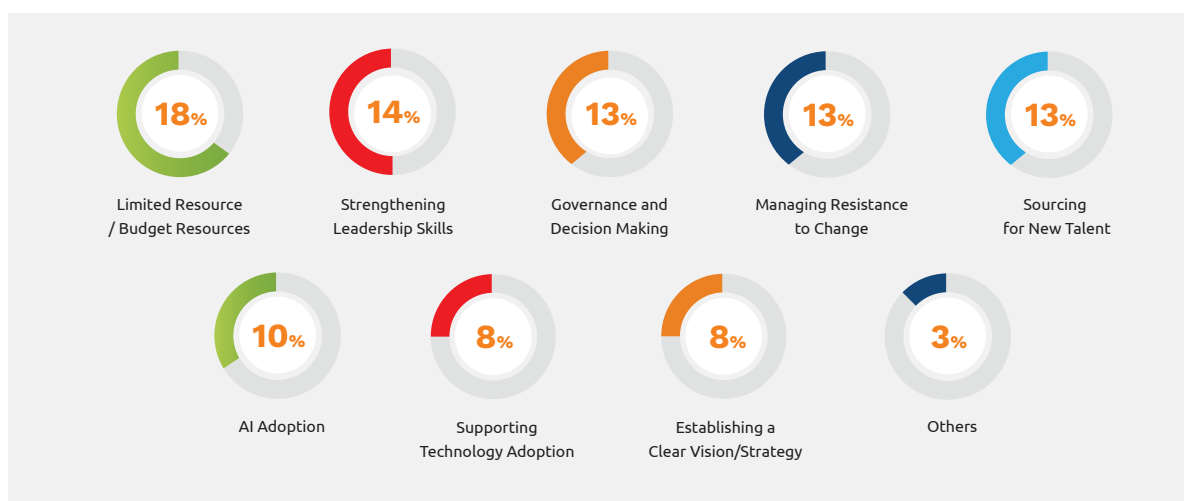 18%
14%
13%
13%
13%
Limited Resource
/ Budget Resources
Strengthening
Leadership Skills
Governance and
Decision Making
Managing Resistance
to Change
Sourcing
for New Talent
10%
8%
8%
3%
AI Adoption
Supporting
Technology Adoption
Establishing a
Clear Vision/Strategy
Others